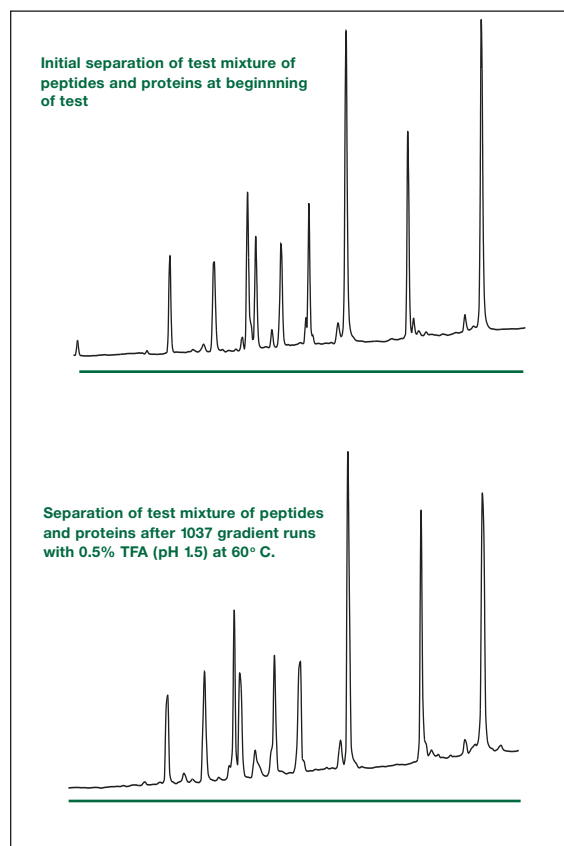 Initial separation of test mixture of
peptides and proteins at beginnning
of test
Separation of test mixture of peptides
and proteins after 1037 gradient runs
with 0.5% TFA (pH 1.5) at 60° C.